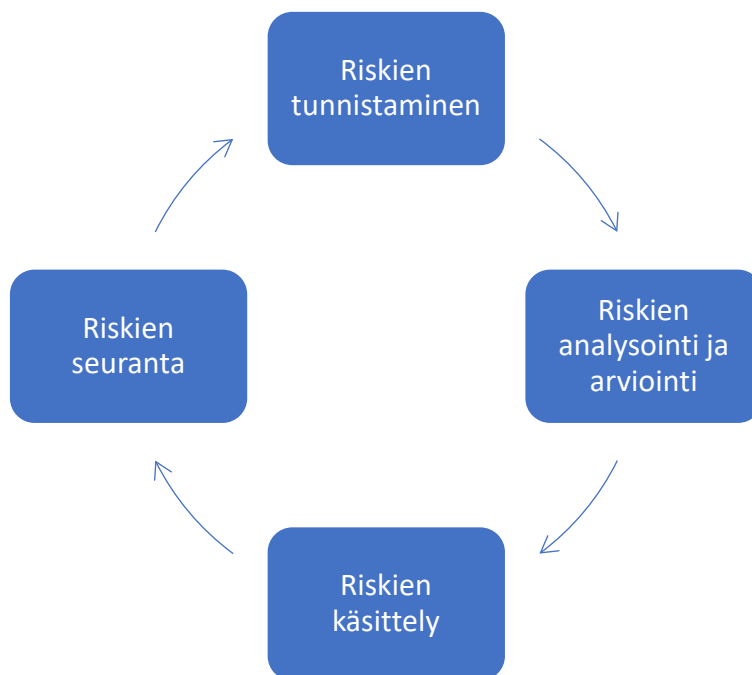 Riskien
tunnistaminen
Riskien
analysointi ja
arviointi
Riskien
käsittely
Riskien
seuranta